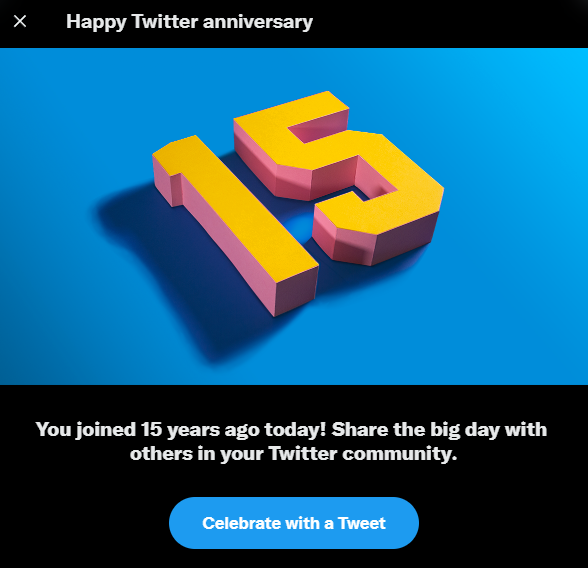 Happy Twitter anniversary
15
You joined 15 years ago today! Share the big day with
others in your Twitter community.
Celebrate with a Tweet